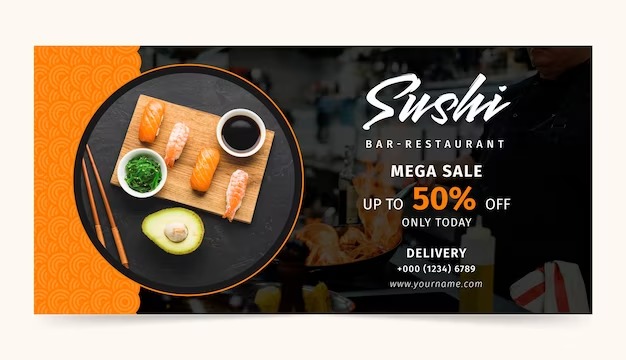 Sushi
BAR-RESTAURANT
MEGA SALE
UP TO 50% OFF
ONLY TODAY
DELIVERY
+000 (1234) 6789
www.yourname.com